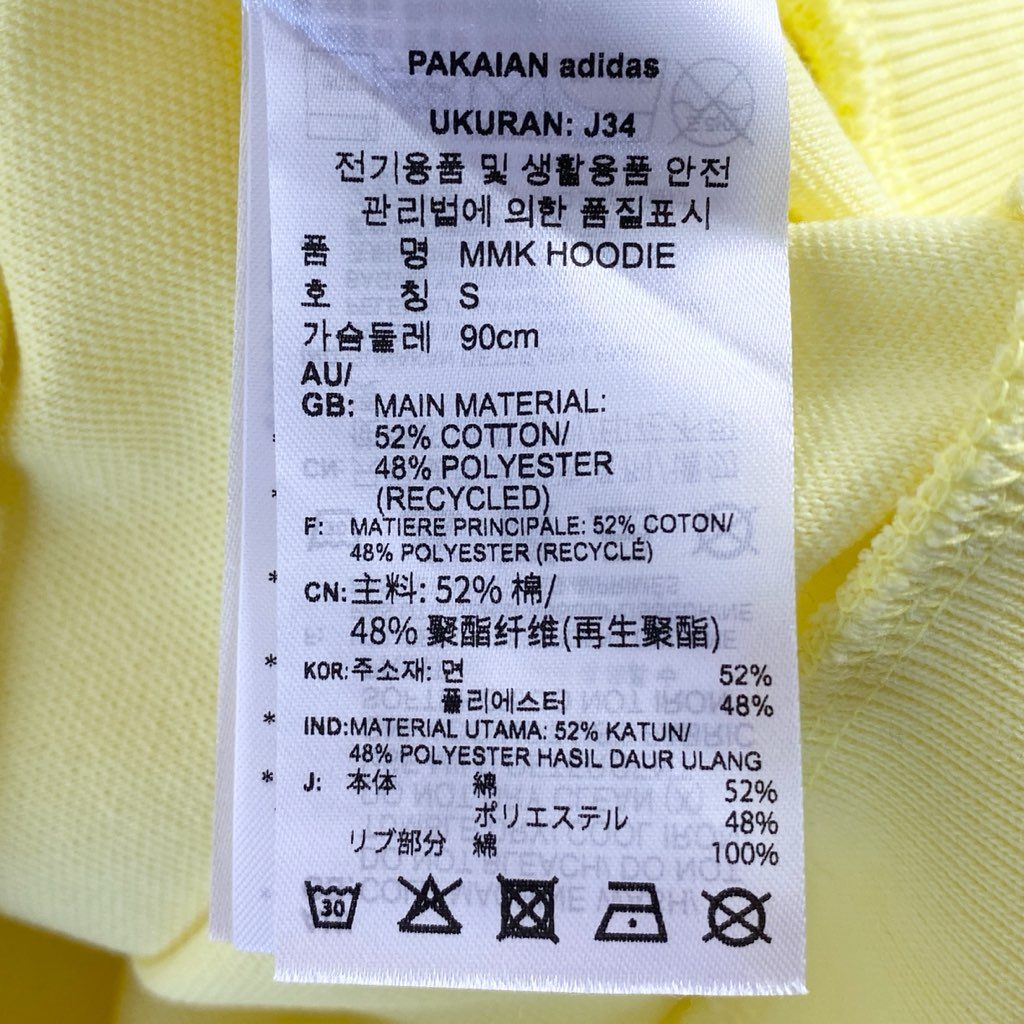 PAKAIAN adidas
UKURAN: J34
전기용품 및 생활용품 안전
관리법에 의한 품질표시
품 명 MMK HOODIE
호 칭 S
가슴둘레 90cm
AU/
GB: MAIN MATERIAL:
52% COTTON/
48% POLYESTER
(RECYCLED)
F: MATIERE PRINCIPALE: 52% COTON/
48% POLYESTER (RECYCLÉ)
CN: 主料: 52% 棉/
48% 聚酯纤维(再生聚酯)
KOR: 주소재: 면 52%
폴리에스터 48%
IND: MATERIAL UTAMA: 52% KATUN/
48% POLYESTER HASIL DAUR ULANG
J: 本体 綿 52%
ポリエステル 48%
リブ部分 綿 100%
30